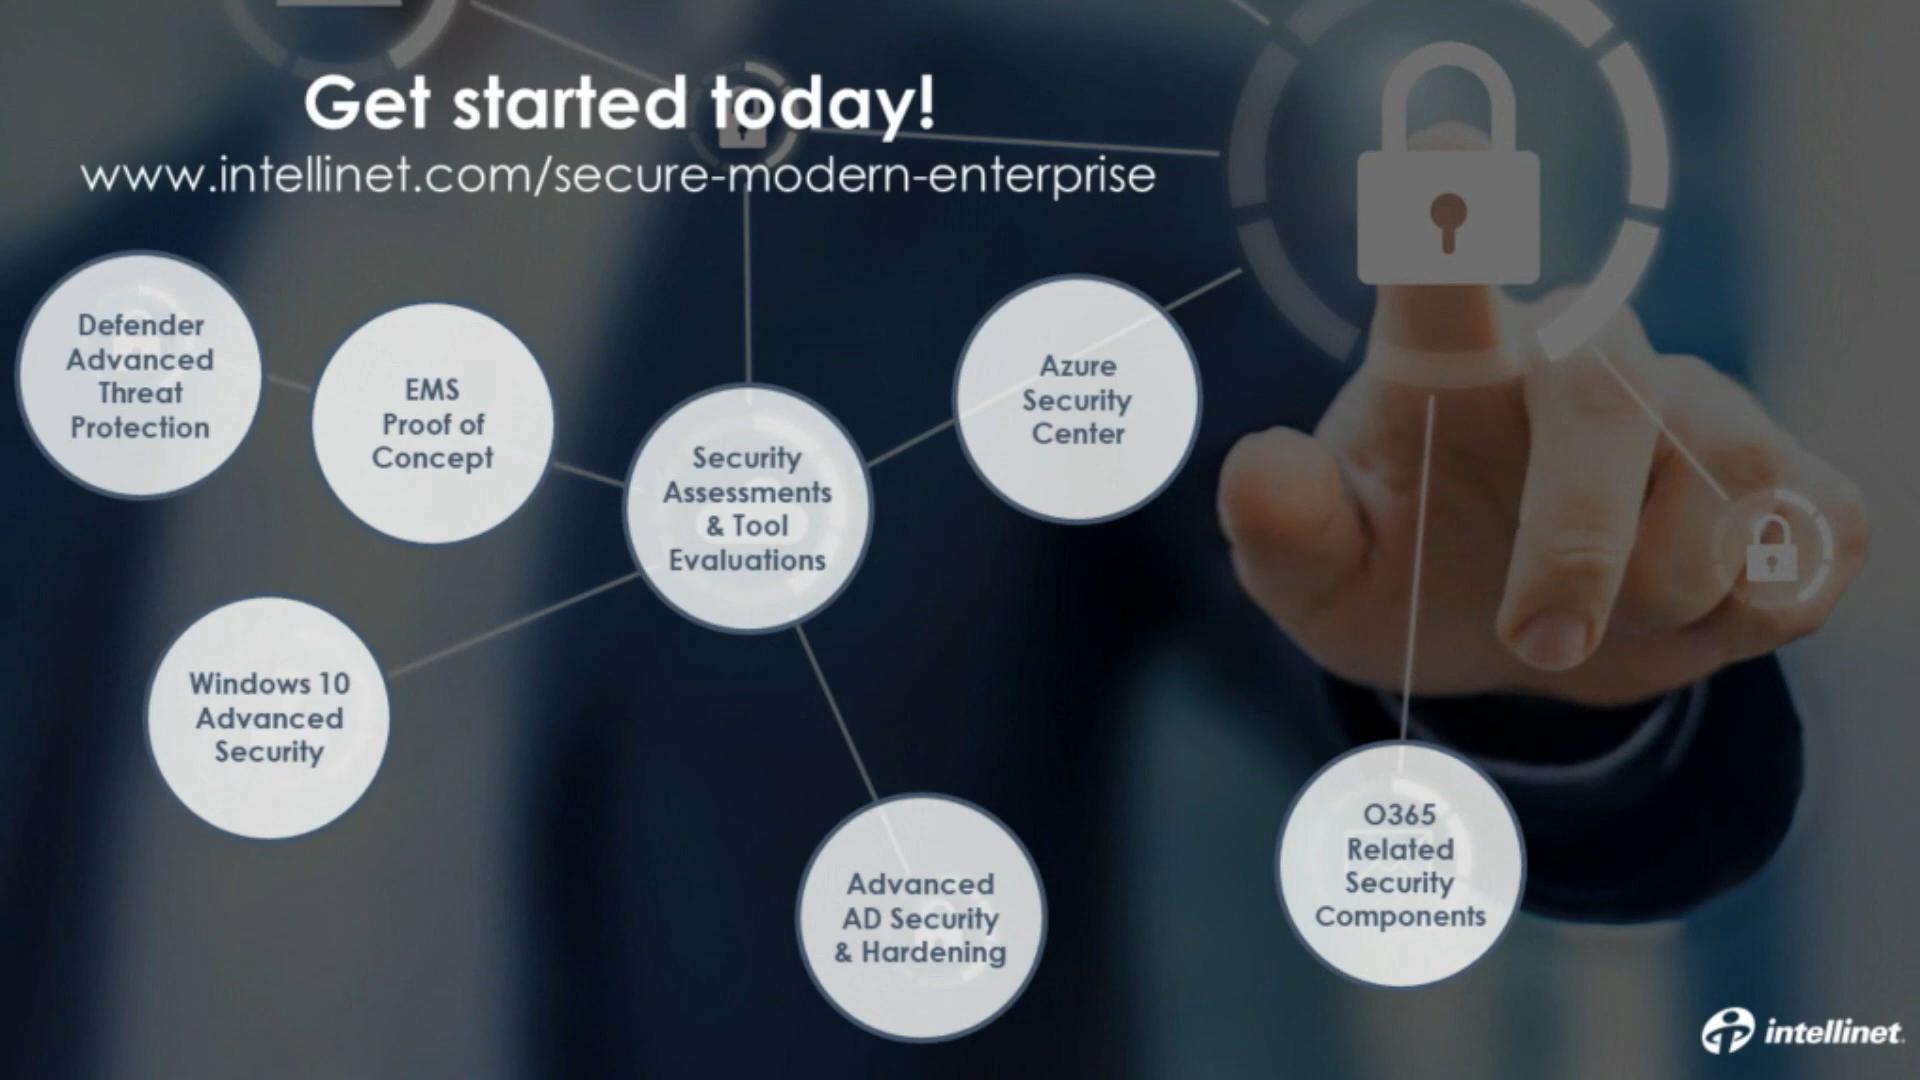 Get started today!
www.intellinet.com/secure-modern-enterprise
Defender
Advanced
Threat
Protection
EMS
Proof of
Concept
Security
Assessments
& Tool
Evaluations
Azure
Security
Center
Windows 10
Advanced
Security
Advanced
AD Security
& Hardening
O365
Related
Security
Components
intellinet.